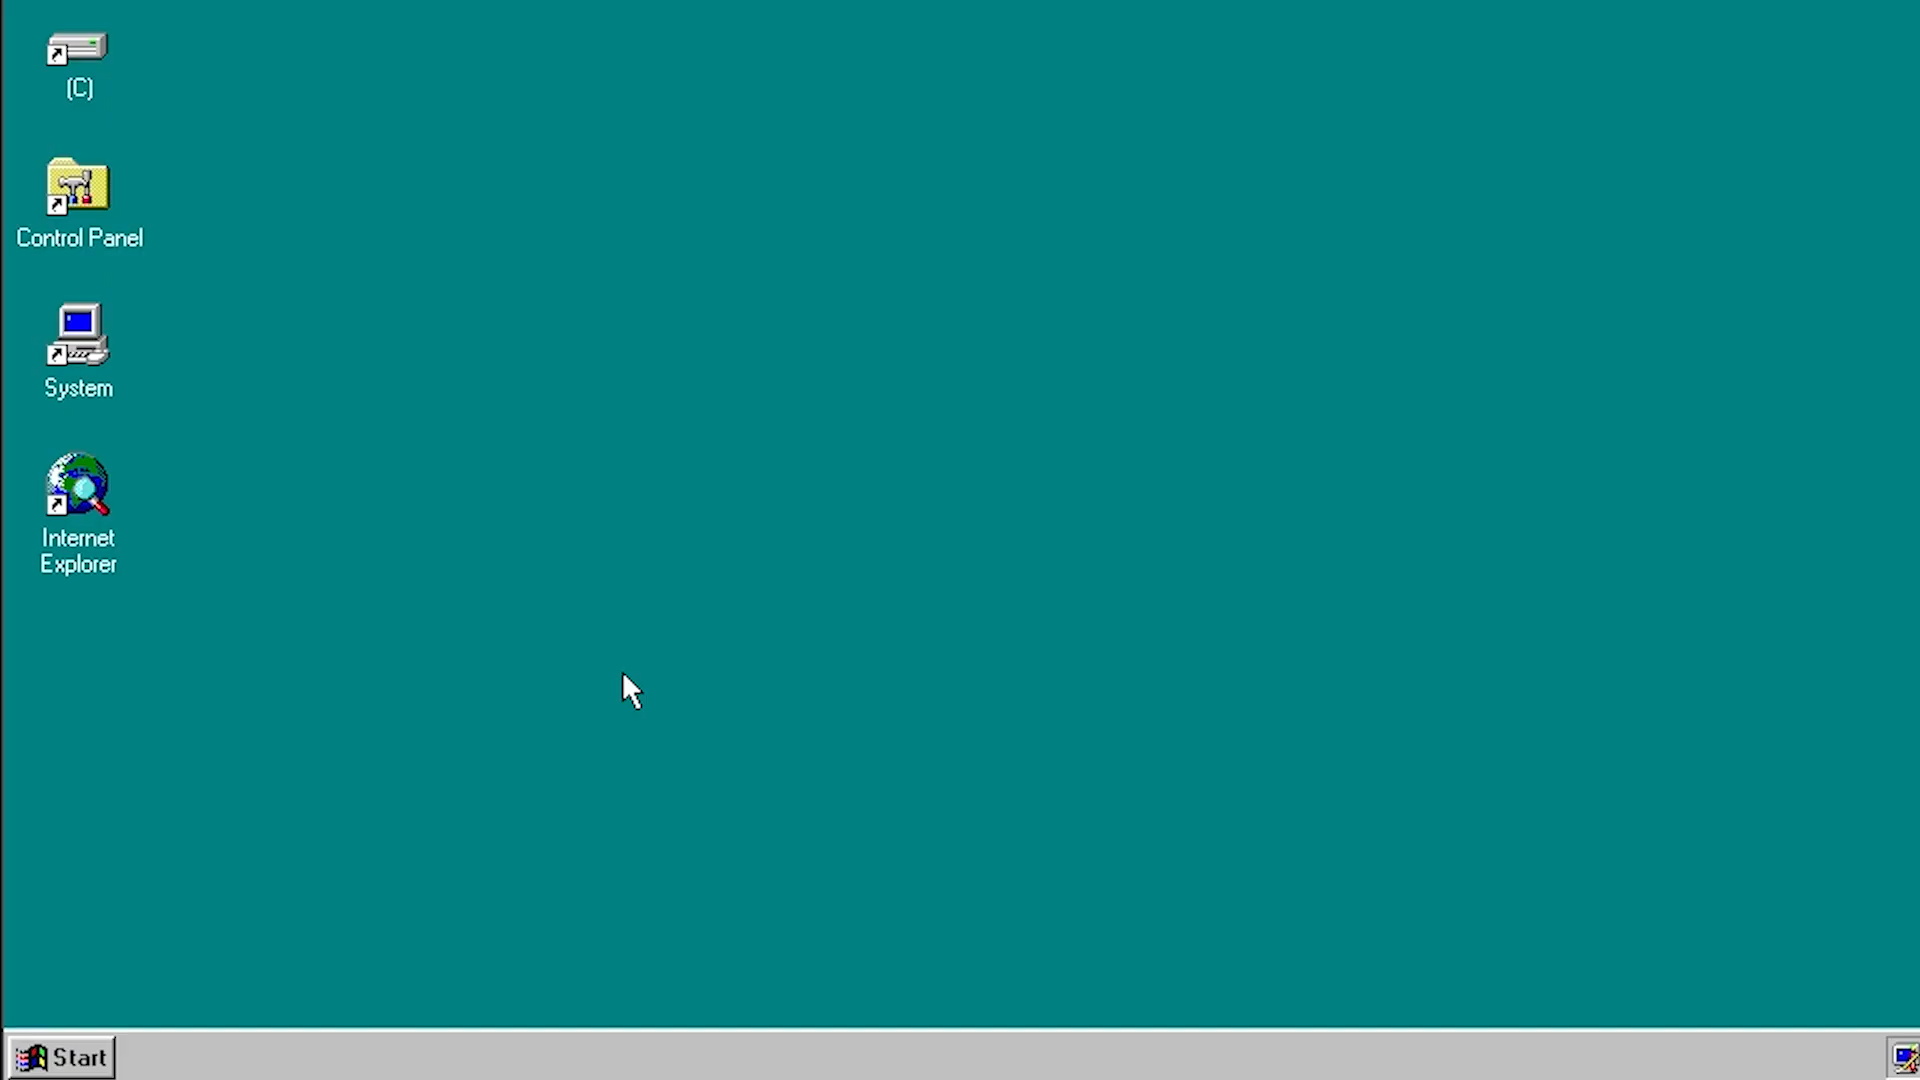 (C)
Control Panel
System
Internet
Explorer
Start